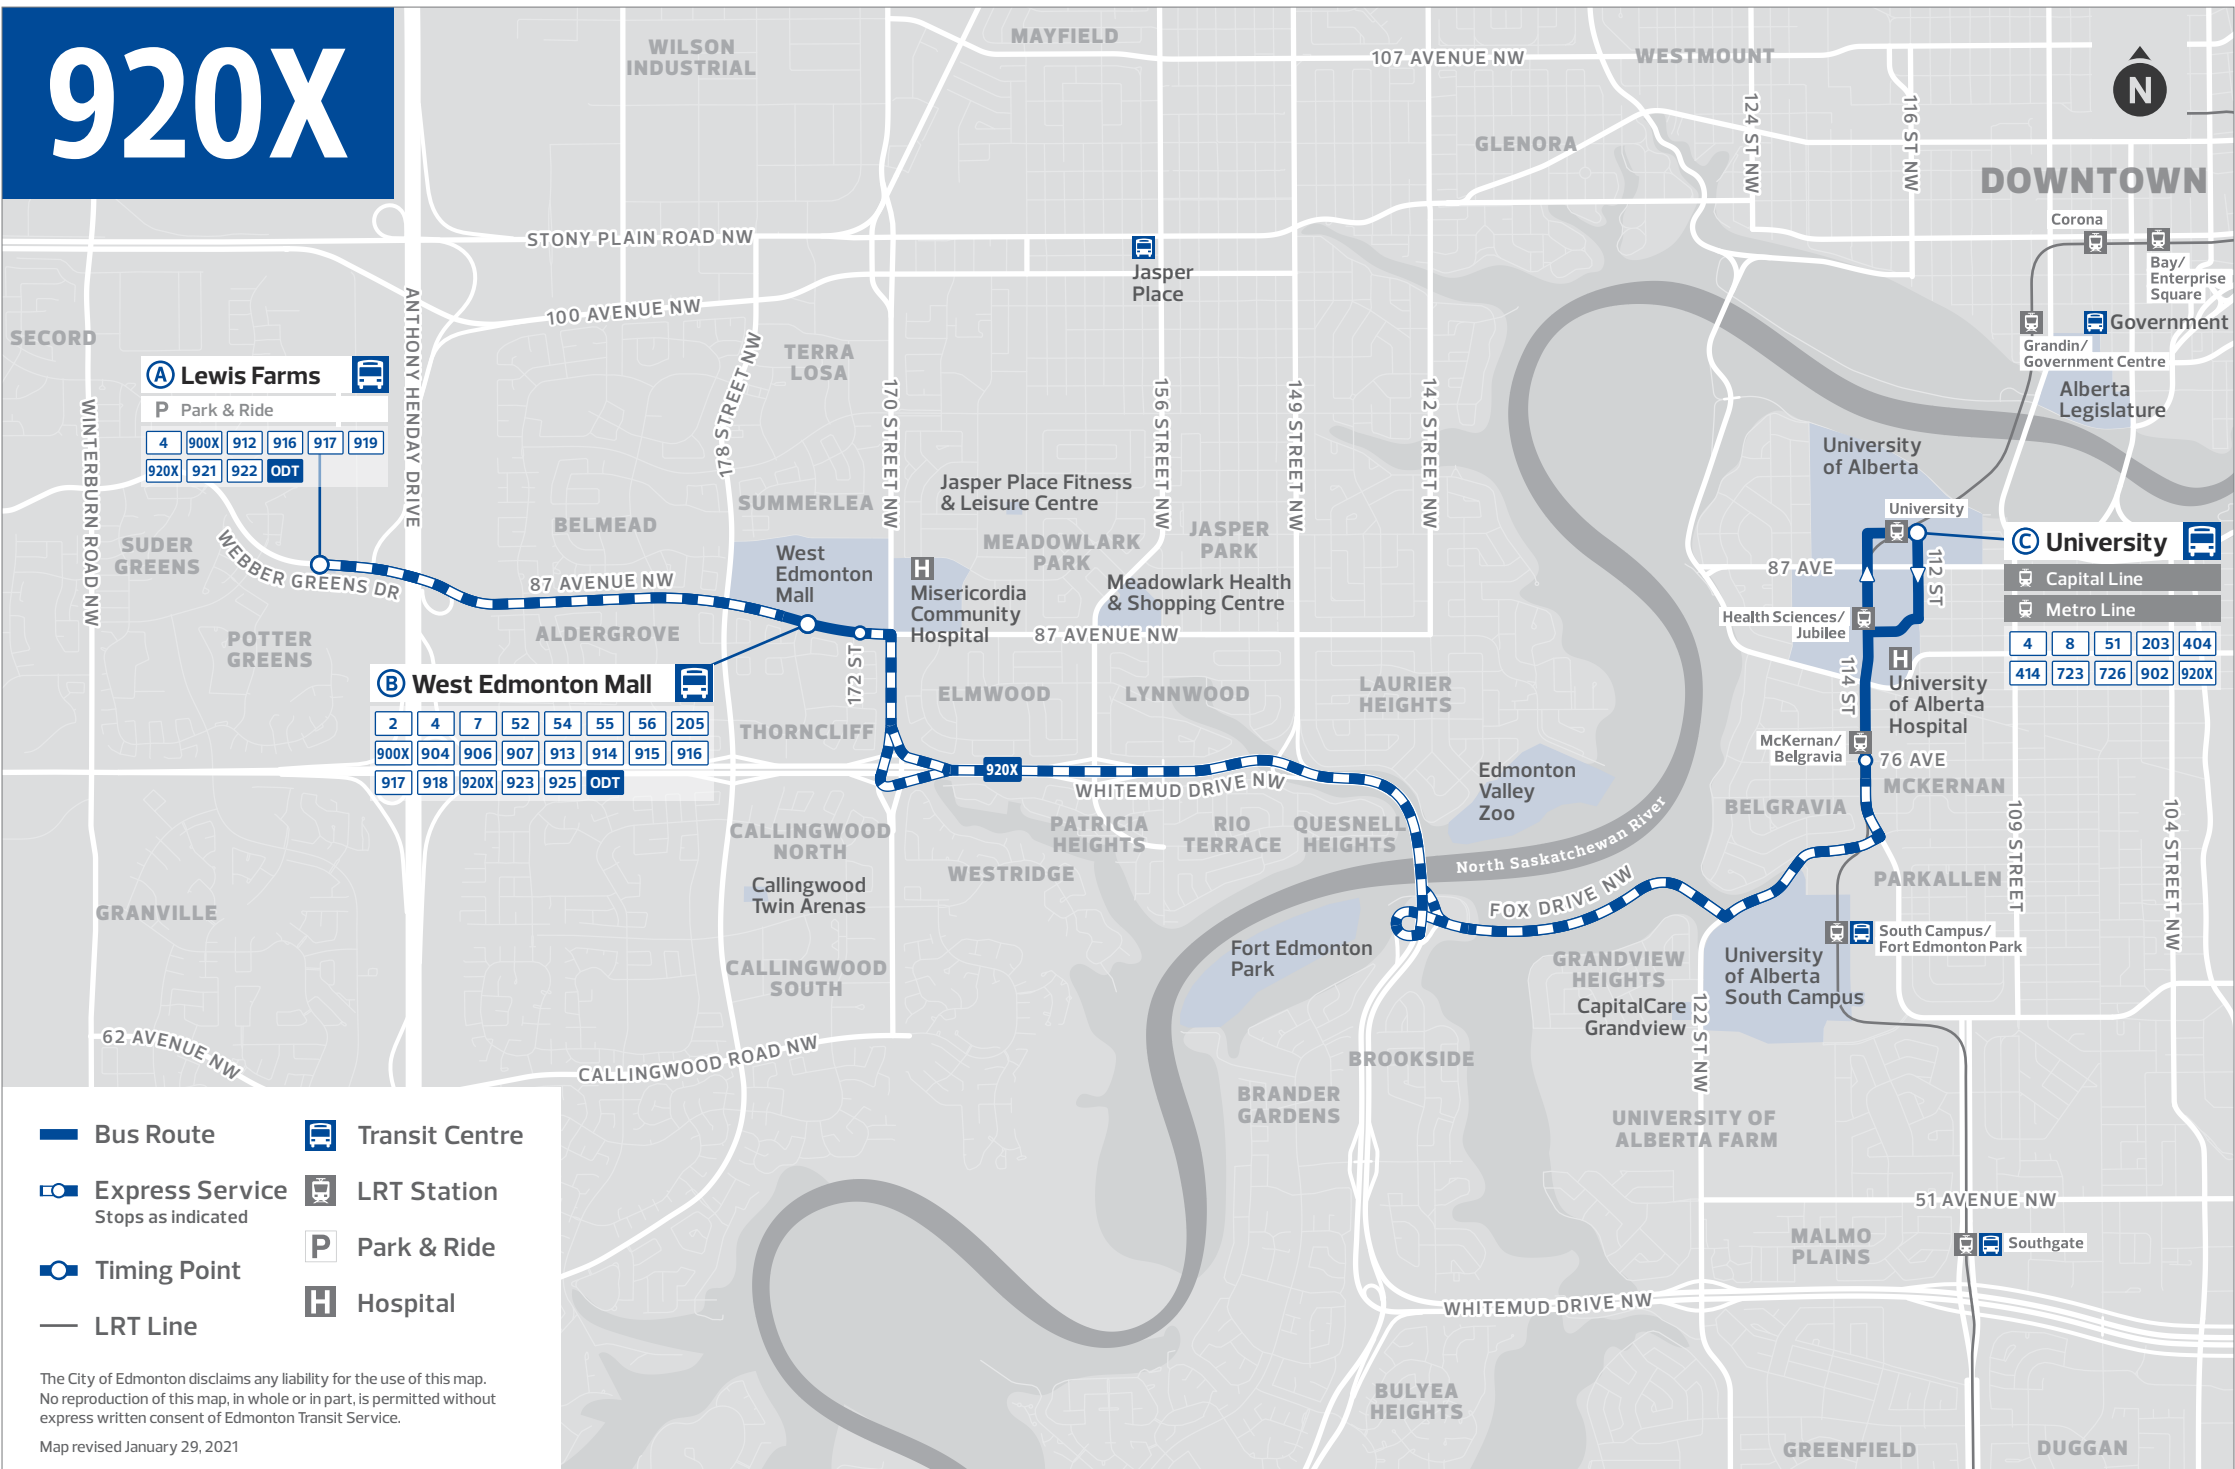 920X
WILSON
INDUSTRIAL
MAYFIELD
107 AVENUE NW
WESTMOUNT
N
GLENORA
124 ST NW
116 ST NW
DOWNTOWN
Corona
Bay/
Enterprise
Square
STONY PLAIN ROAD NW
Jasper
Place
100 AVENUE NW
Government
Grandin/
Government Centre
Alberta
Legislature
SECORD
ANTHONY HENDAY DRIVE
178 STREET NW
TERRA
LOSA
170 STREET NW
156 STREET NW
149 STREET NW
142 STREET NW
A Lewis Farms
P Park & Ride
4 900X 912 916 917 919
920X 921 922 ODT
WINTERBURN ROAD NW
University
of Alberta
University
C University
Capital Line
Metro Line
4 8 51 203 404
414 723 726 902 920X
SUMMERLEA
Jasper Place Fitness
& Leisure Centre
BELMEAD
SUDER
GREENS
WEBBER GREENS DR
MEADOWLARK
PARK
JASPER
PARK
West
Edmonton
Mall
H
Misericordia
Community
Hospital
Meadowlark Health
& Shopping Centre
87 AVENUE NW
87 AVENUE NW
87 AVE
112 ST
Health Sciences/
Jubilee
ALDERGROVE
POTTER
GREENS
172 ST
B West Edmonton Mall
2 4 7 52 54 55 56 205
900X 904 906 907 913 914 915 916
917 918 920X 923 925 ODT
ELMWOOD
LYNNWOOD
LAURIER
HEIGHTS
114 ST
H
University
of Alberta
Hospital
THORNCLIFF
McKernan/
Belgravia
76 AVE
MCKERNAN
920X
WHITEMUD DRIVE NW
Edmonton
Valley
Zoo
BELGRAVIA
109 STREET
104 STREET NW
CALLINGWOOD
NORTH
PATRICIA
HEIGHTS
RIO
TERRACE
QUESNELL
HEIGHTS
North Saskatchewan River
WESTRIDGE
Callingwood
Twin Arenas
FOX DRIVE NW
PARKALLEN
GRANVILLE
Fort Edmonton
Park
South Campus/
Fort Edmonton Park
GRANDVIEW
HEIGHTS
University
of Alberta
South Campus
CALLINGWOOD
SOUTH
CapitalCare
Grandview
122 ST NW
62 AVENUE NW
CALLINGWOOD ROAD NW
BROOKSIDE
BRANDER
GARDENS
UNIVERSITY OF
ALBERTA FARM
51 AVENUE NW
MALMO
PLAINS
Southgate
WHITEMUD DRIVE NW
BULYEA
HEIGHTS
GREENFIELD
DUGGAN
Bus Route
Express Service
Stops as indicated
Timing Point
LRT Line
Transit Centre
LRT Station
P Park & Ride
H Hospital
The City of Edmonton disclaims any liability for the use of this map.
No reproduction of this map, in whole or in part, is permitted without
express written consent of Edmonton Transit Service.
Map revised January 29, 2021